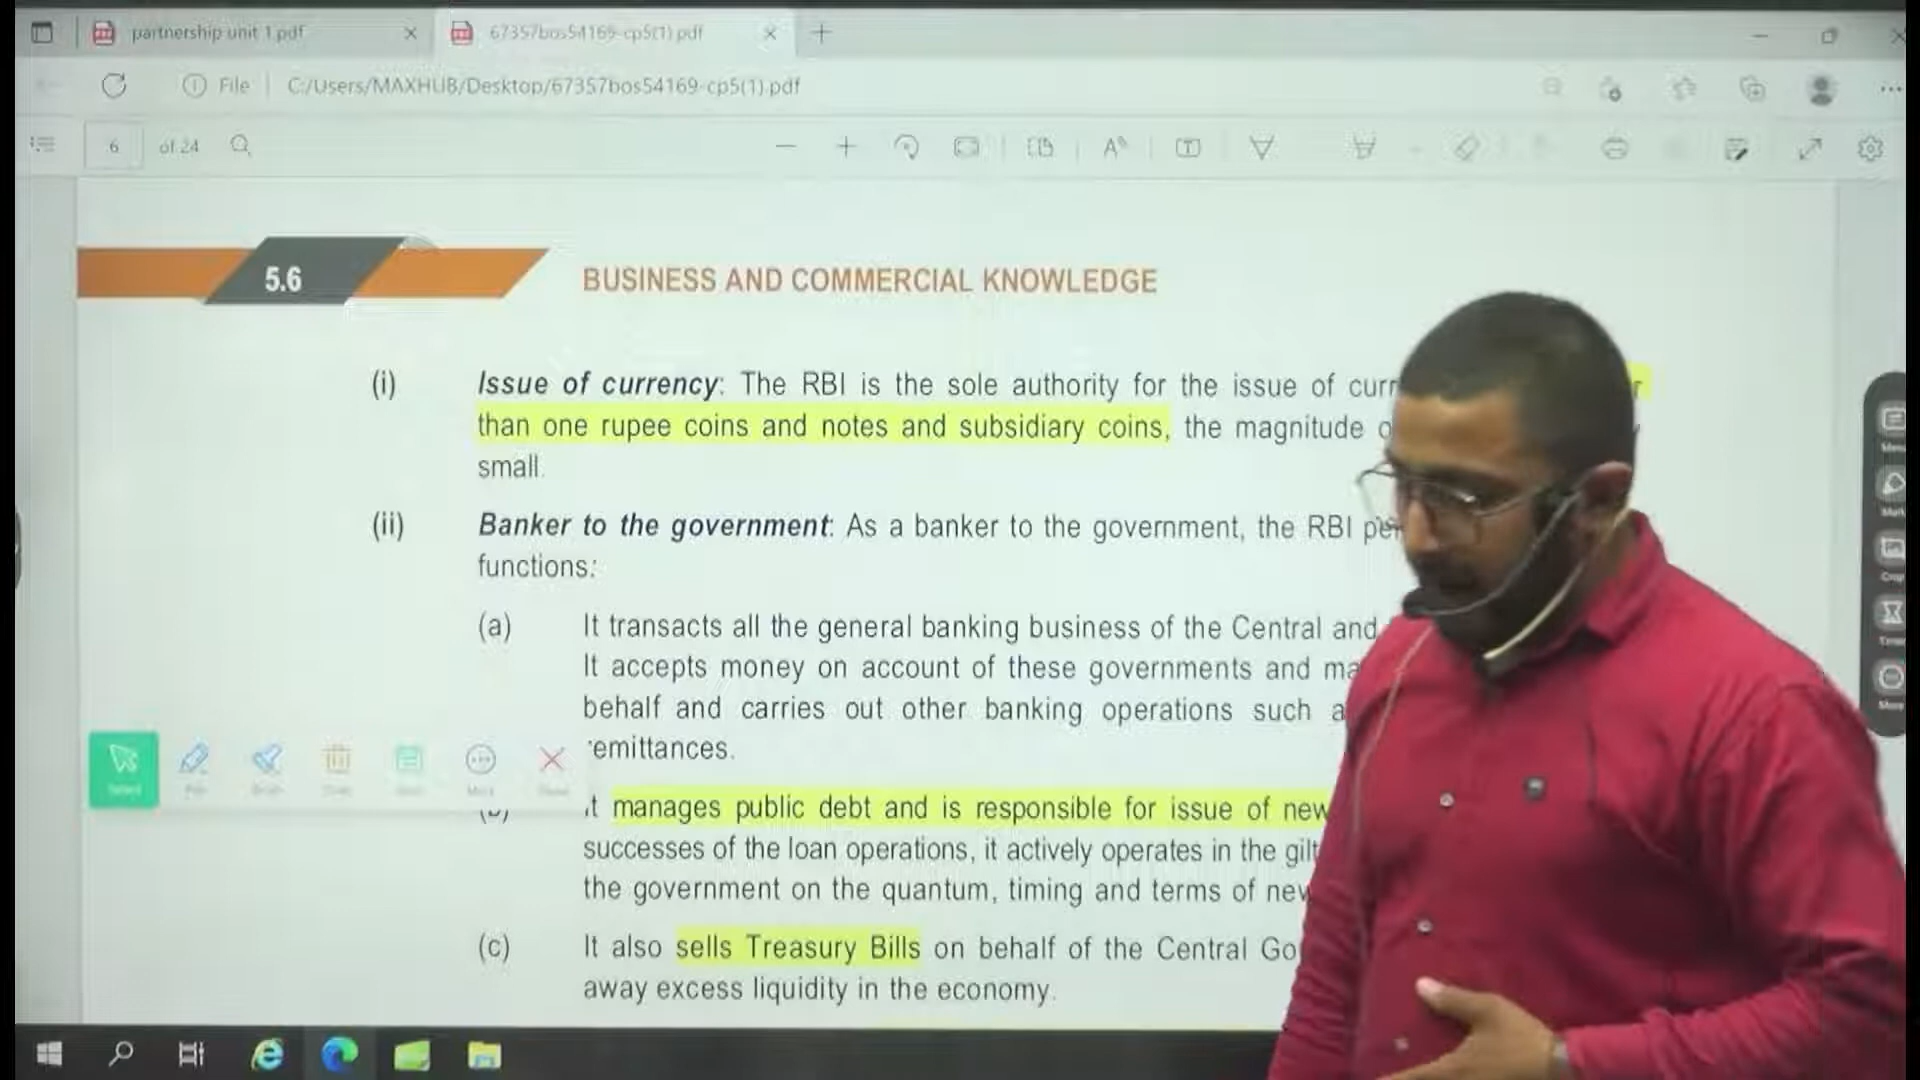 partnership unit 1.pdf
67357bos54169-cp5(1).pdf
File
C:/Users/MAXHUB/Desktop/67357bos54169-cp5(1).pdf
6 of 24
5.6
BUSINESS AND COMMERCIAL KNOWLEDGE
(i) Issue of currency: The RBI is the sole authority for the issue of
than one rupee coins and notes and subsidiary coins, the magnitude
small.
(ii) Banker to the government: As a banker to the government, the RBI
functions:
(a) It transacts all the general banking business of the Central and
It accepts money on account of these governments and
behalf and carries out other banking operations such
It manages public debt and is responsible for issue of new
successes of the loan operations, it actively operates in the
the government on the quantum, timing and terms of
(c) It also sells Treasury Bills on behalf of the Central
away excess liquidity in the economy.
Select
Crop
More